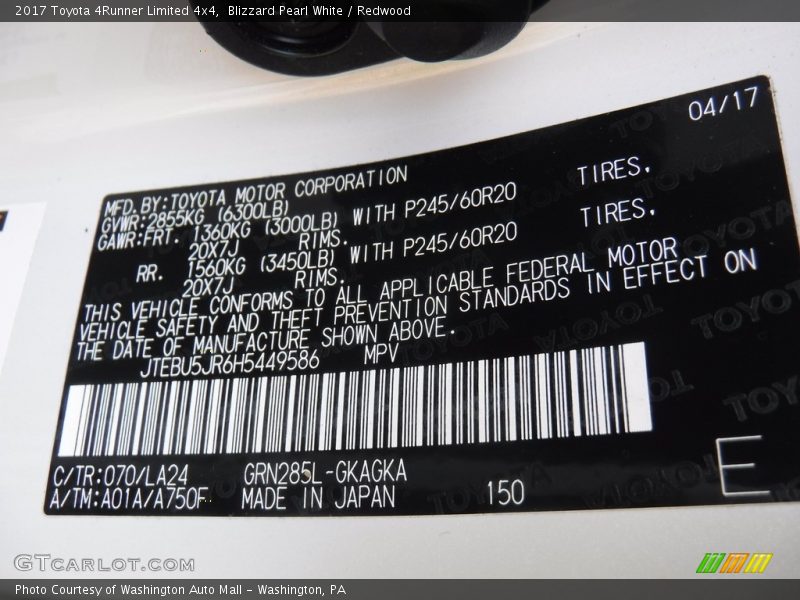 2017 Toyota 4Runner Limited 4x4,  Blizzard Pearl White / Redwood
04/17
MFD.BY:TOYOTA MOTOR CORPORATION
GVWR:2855KG (6300LB)
GAWR:FRT. 1360KG (3000LB) WITH P245/60R20 TIRES,
20X7J RIMS.
RR. 1560KG (3450LB) WITH P245/60R20 TIRES,
20X7J RIMS.
THIS VEHICLE CONFORMS TO ALL APPLICABLE FEDERAL MOTOR
VEHICLE SAFETY AND THEFT PREVENTION STANDARDS IN EFFECT ON
THE DATE OF MANUFACTURE SHOWN ABOVE.
JTEBU5JR6H5449586 MPV
C/TR:070/LA24 GRN285L-GKAGKA
A/TM:A01A/A750F MADE IN JAPAN 150 E
GTCarLot.com
Photo Courtesy of Washington Auto Mall - Washington, PA